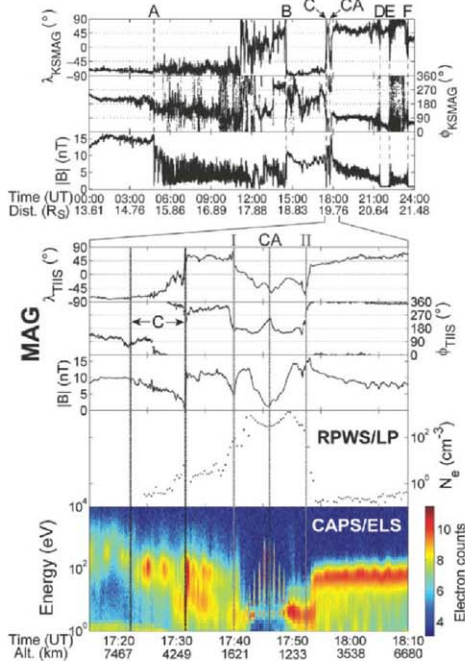 A B C CA D E F
λKSMAG (°)
90
45
0
-45
-90
360
270
180
90
0
ϕKSMAG (°)
|B| (nT)
15
10
5
0
Time (UT) 00:00 03:00 06:00 09:00 12:00 15:00 18:00 21:00 24:00
Dist. (RS) 13.61 14.76 15.86 16.89 17.88 18.83 19.76 20.64 21.48
I CA II
MAG
λTIIS (°)
90
45
0
-45
-90
C
360
270
180
90
0
ϕTIIS (°)
|B| (nT)
15
10
5
0
RPWS/LP
10²
10⁰
Ne (cm⁻³)
CAPS/ELS
Energy (eV)
10⁴
10²
10⁰
10
8
6
4
Electron counts
Time (UT) 17:20 17:30 17:40 17:50 18:00 18:10
Alt. (km) 7467 4249 1621 1233 3538 6680